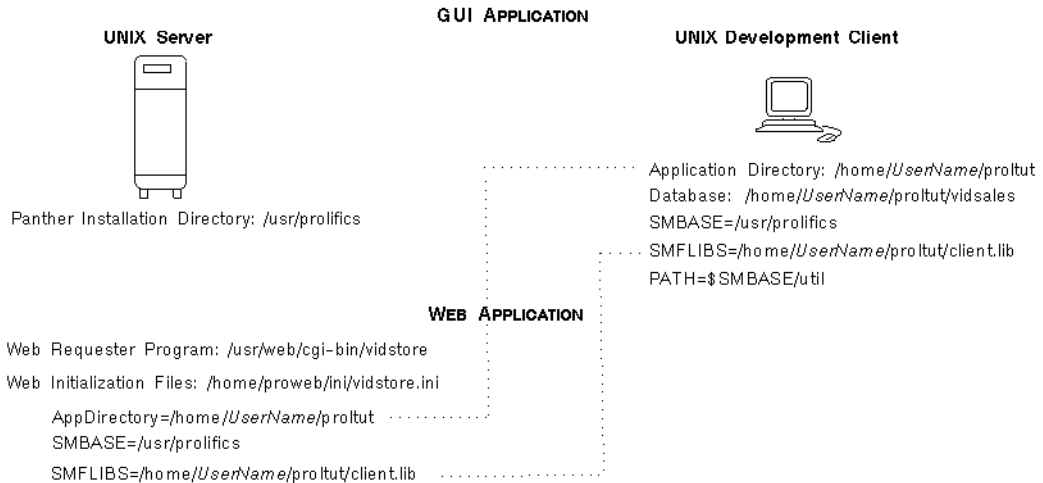 GUI APPLICATION
UNIX Server
UNIX Development Client
Panther Installation Directory: /usr/prolifics
Application Directory: /home/UserName/proltut
Database: /home/UserName/proltut/vidsales
SMBASE=/usr/prolifics
SMFLIBS=/home/UserName/proltut/client.lib
PATH=$SMBASE/util
WEB APPLICATION
Web Requester Program: /usr/web/cgi-bin/vidstore
Web Initialization Files: /home/proweb/ini/vidstore.ini
AppDirectory=/home/UserName/proltut
SMBASE=/usr/prolifics
SMFLIBS=/home/UserName/proltut/client.lib